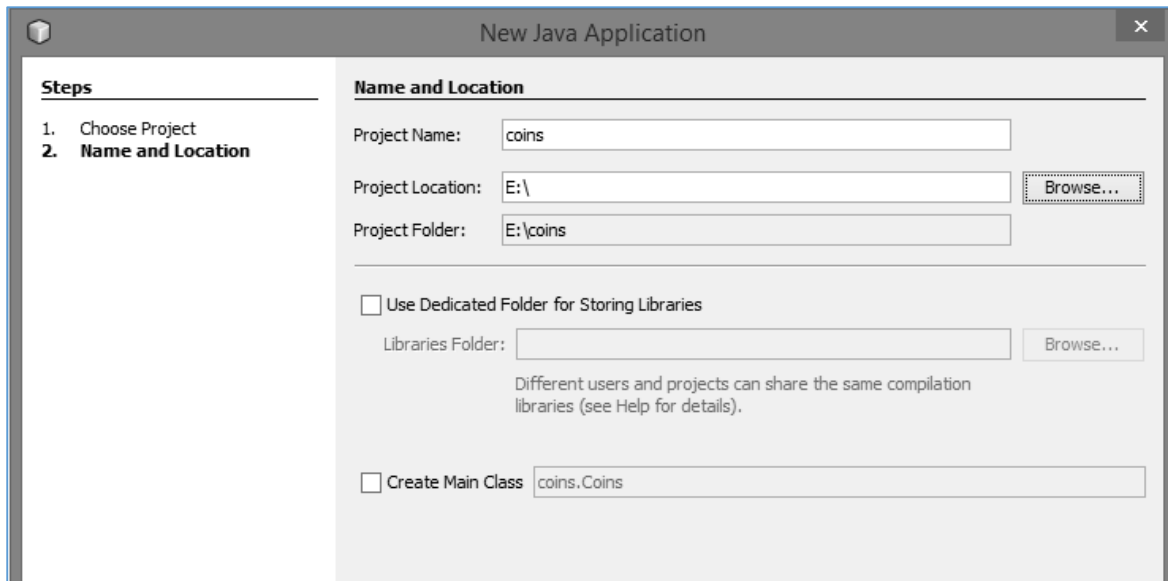 New Java Application
Steps
1. Choose Project
2. Name and Location
Name and Location
Project Name: coins
Project Location: E:\ Browse...
Project Folder: E:\coins
Use Dedicated Folder for Storing Libraries
Libraries Folder: Browse...
Different users and projects can share the same compilation
libraries (see Help for details).
Create Main Class coins.Coins